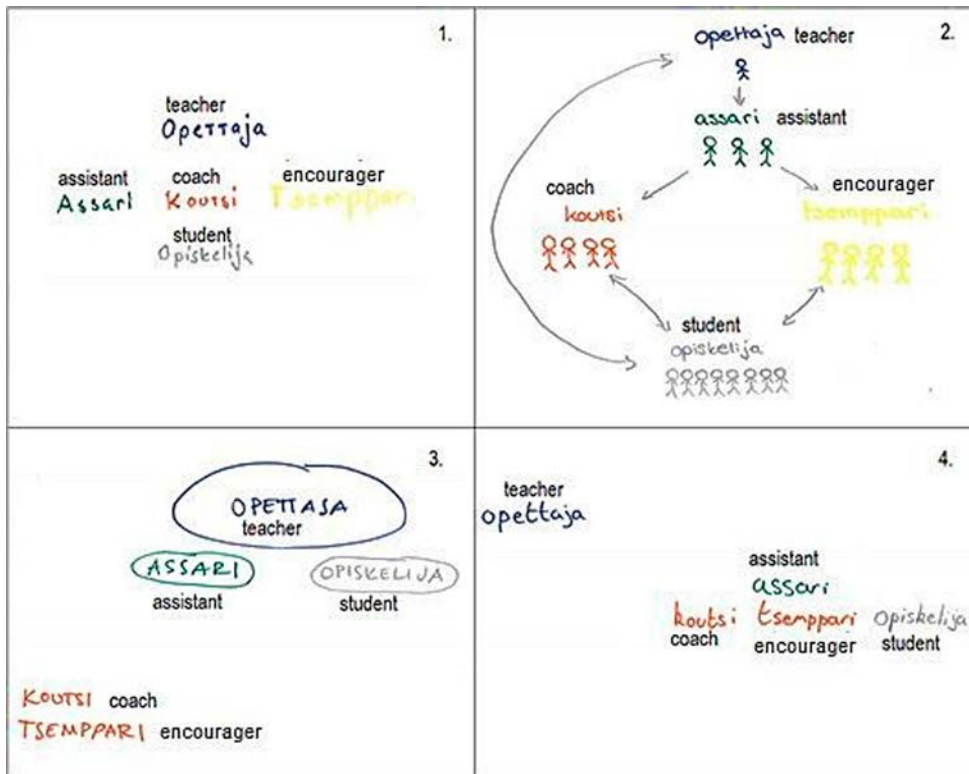 1.
teacher
Opettaja
assistant coach encourager
Assari Koutsi Tsemppari
student
Opiskelija
2.
opettaja teacher
assari assistant
coach
koutsi
encourager
tsemppari
student
opiskelija
3.
OPETTAJA
teacher
ASSARI OPISKELIJA
assistant student
KOUTSI coach
TSEMPPARI encourager
4.
teacher
opettaja
assistant
assari
koutsi tsemppari opiskelija
coach encourager student